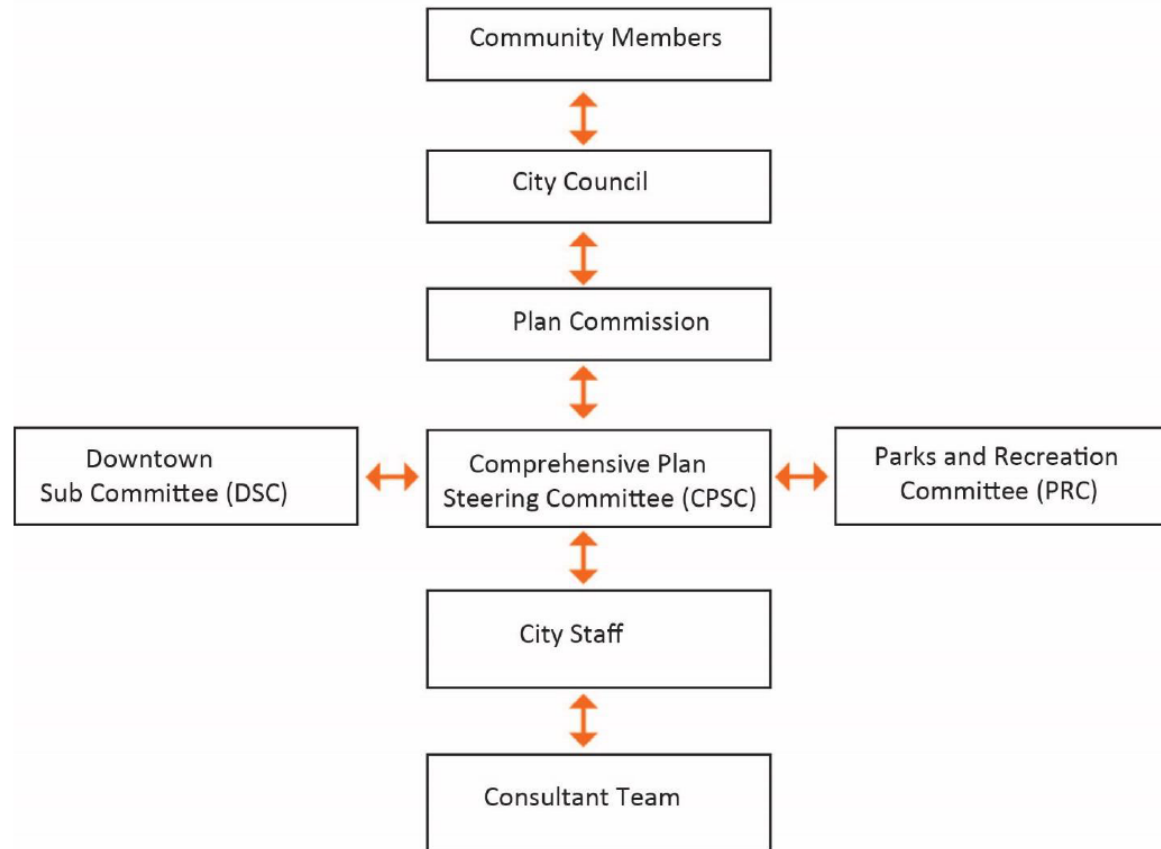 Community Members
City Council
Plan Commission
Downtown
Sub Committee (DSC)
Comprehensive Plan
Steering Committee (CPSC)
Parks and Recreation
Committee (PRC)
City Staff
Consultant Team